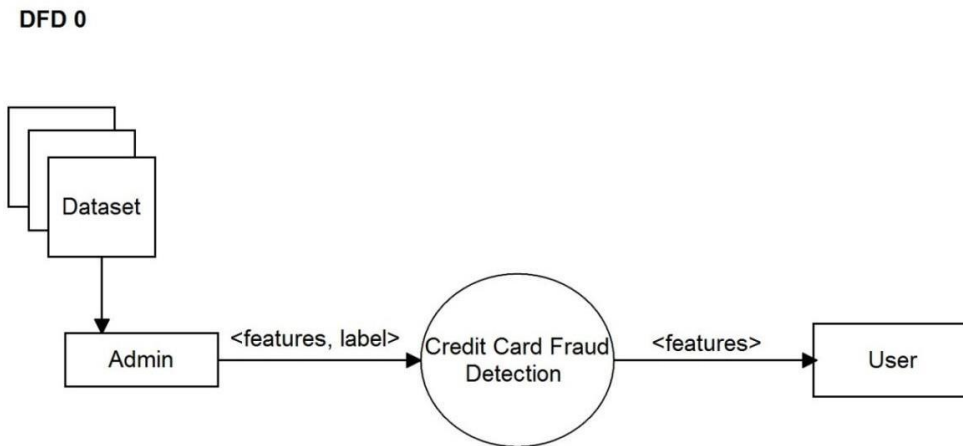 DFD 0
Dataset
Admin
<features, label>
Credit Card Fraud
Detection
<features>
User